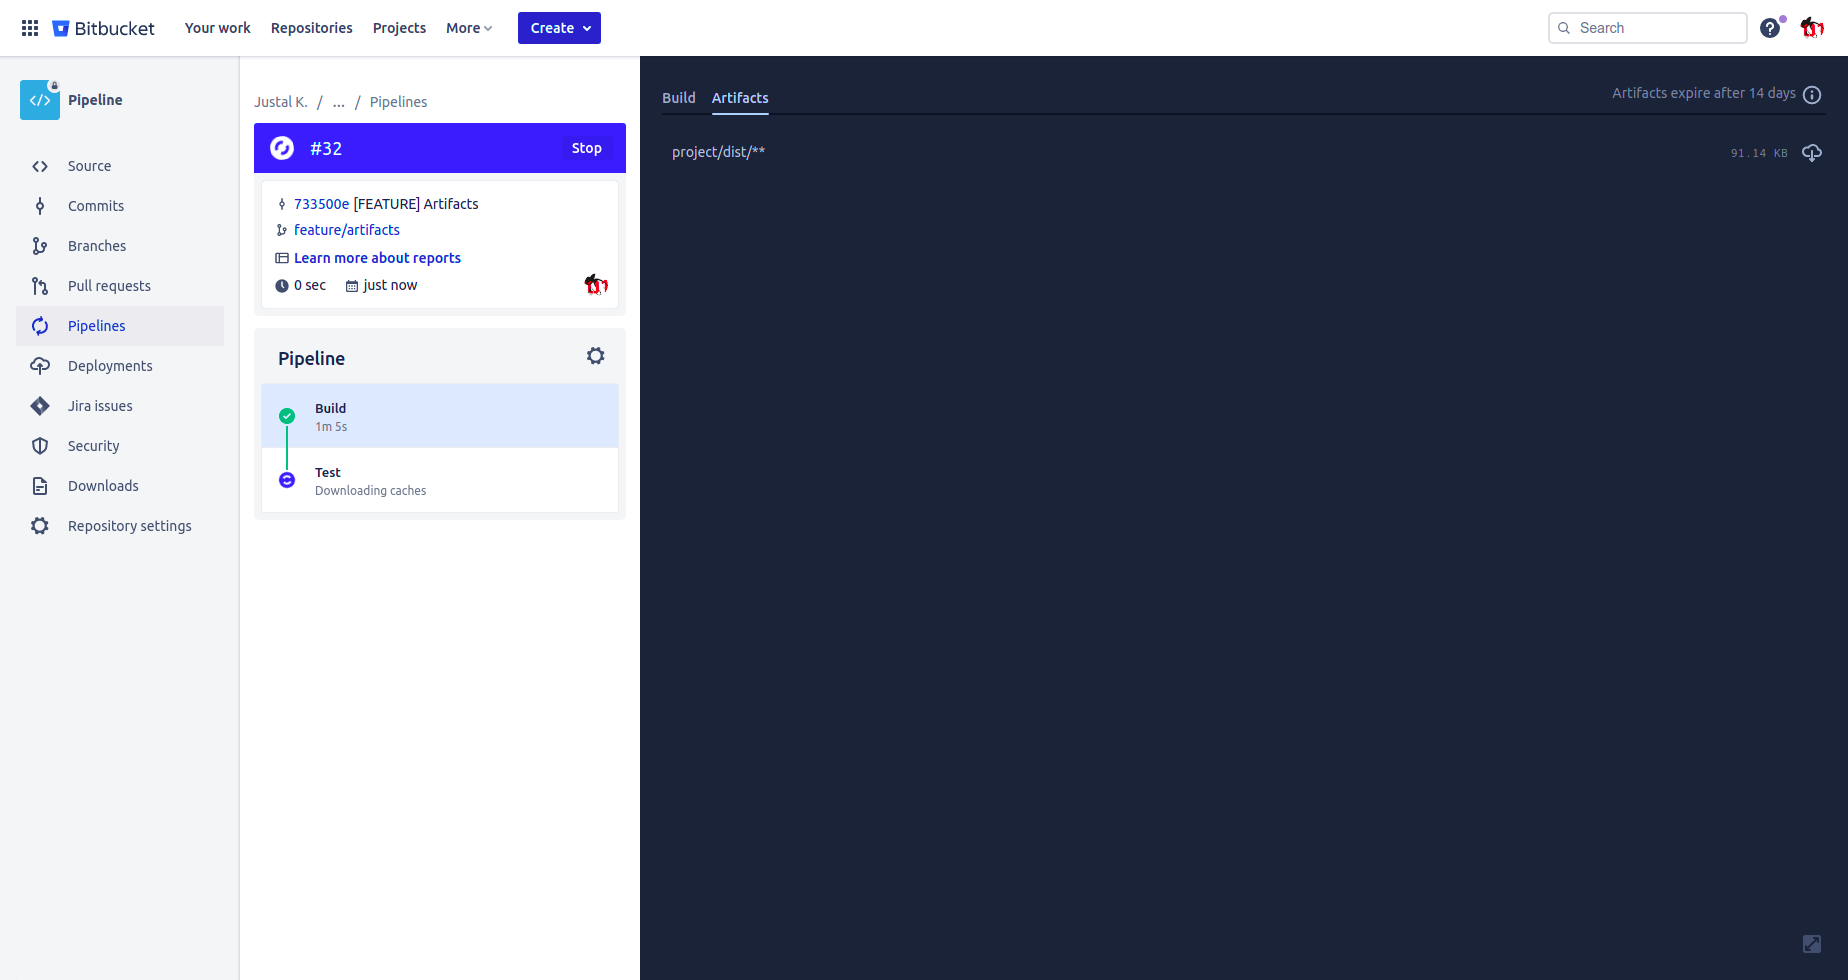 Bitbucket Your work Repositories Projects More Create Search
Pipeline
Source
Commits
Branches
Pull requests
Pipelines
Deployments
Jira issues
Security
Downloads
Repository settings
Justal K. / ... / Pipelines
#32 Stop
733500e [FEATURE] Artifacts
feature/artifacts
Learn more about reports
0 sec just now
Pipeline
Build
1m 5s
Test
Downloading caches
Build Artifacts Artifacts expire after 14 days
project/dist/** 91.14 KB